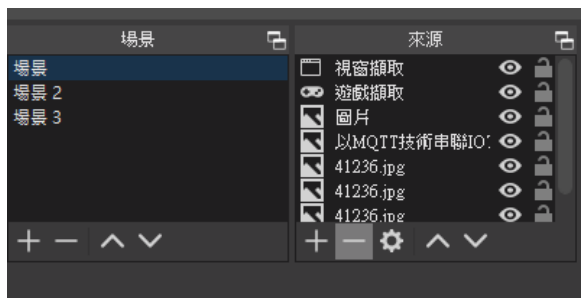 場景
場景
場景 2
場景 3
來源
視窗擷取
遊戲擷取
圖片
以MQTT技術串聯IO
41236.jpg
41236.jpg
41236.jpg